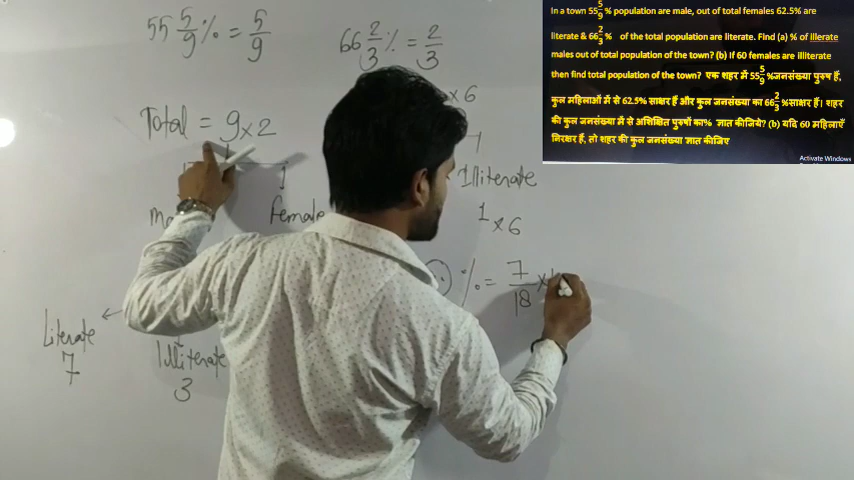 In a town 55 5/9 % population are male, out of total females 62.5% are
literate & 66 2/3 % of the total population are literate. Find (a) % of illerate
males out of total population of the town? (b) If 60 females are illiterate
then find total population of the town? एक शहर में 55 5/9 %जनसंख्या पुरुष हैं,
कुल महिलाओं में से 62.5% साक्षर हैं और कुल जनसंख्या का 66 2/3 %साक्षर हैं। शहर
की कुल जनसंख्या में से अशिक्षित पुरुषों का% ज्ञात कीजिये? (b) यदि 60 महिलाएँ
निरक्षर हैं, तो शहर की कुल जनसंख्या ज्ञात कीजिए
Activate Windows
55 5/9 % = 5/9
66 2/3 % = 2/3
Total = 9 × 2
×6
female
Illiterate
1 ×6
% = 7/18 ×
Literate
7
Illiterate
3